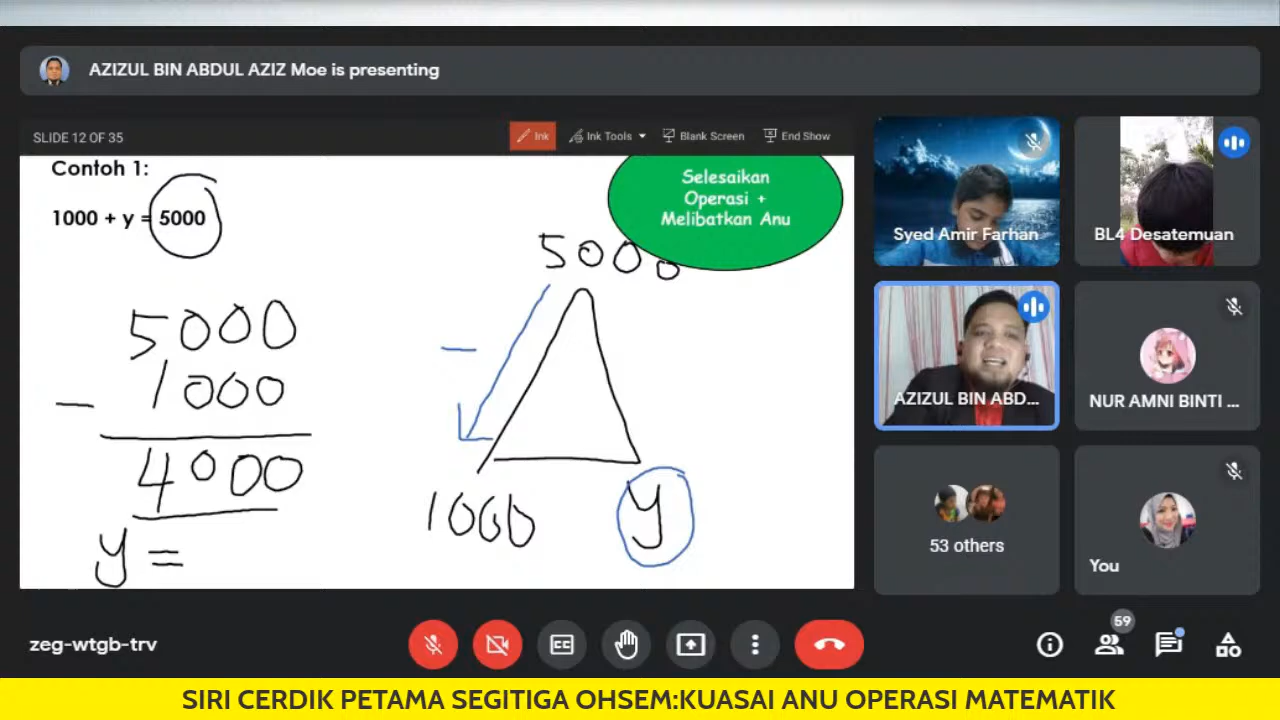 AZIZUL BIN ABDUL AZIZ Moe is presenting
SLIDE 12 OF 35
Ink
Ink Tools
Blank Screen
End Show
Contoh 1:
1000 + y = 5000
Selesaikan
Operasi +
Melibatkan Anu
5000
5000
- 1000
4000
y =
-
1000
y
Syed Amir Farhan
BL4 Desatemuan
AZIZUL BIN ABD...
NUR AMNI BINTI ...
53 others
You
zeg-wtgb-trv
59
SIRI CERDIK PETAMA SEGITIGA OHSEM:KUASAI ANU OPERASI MATEMATIK